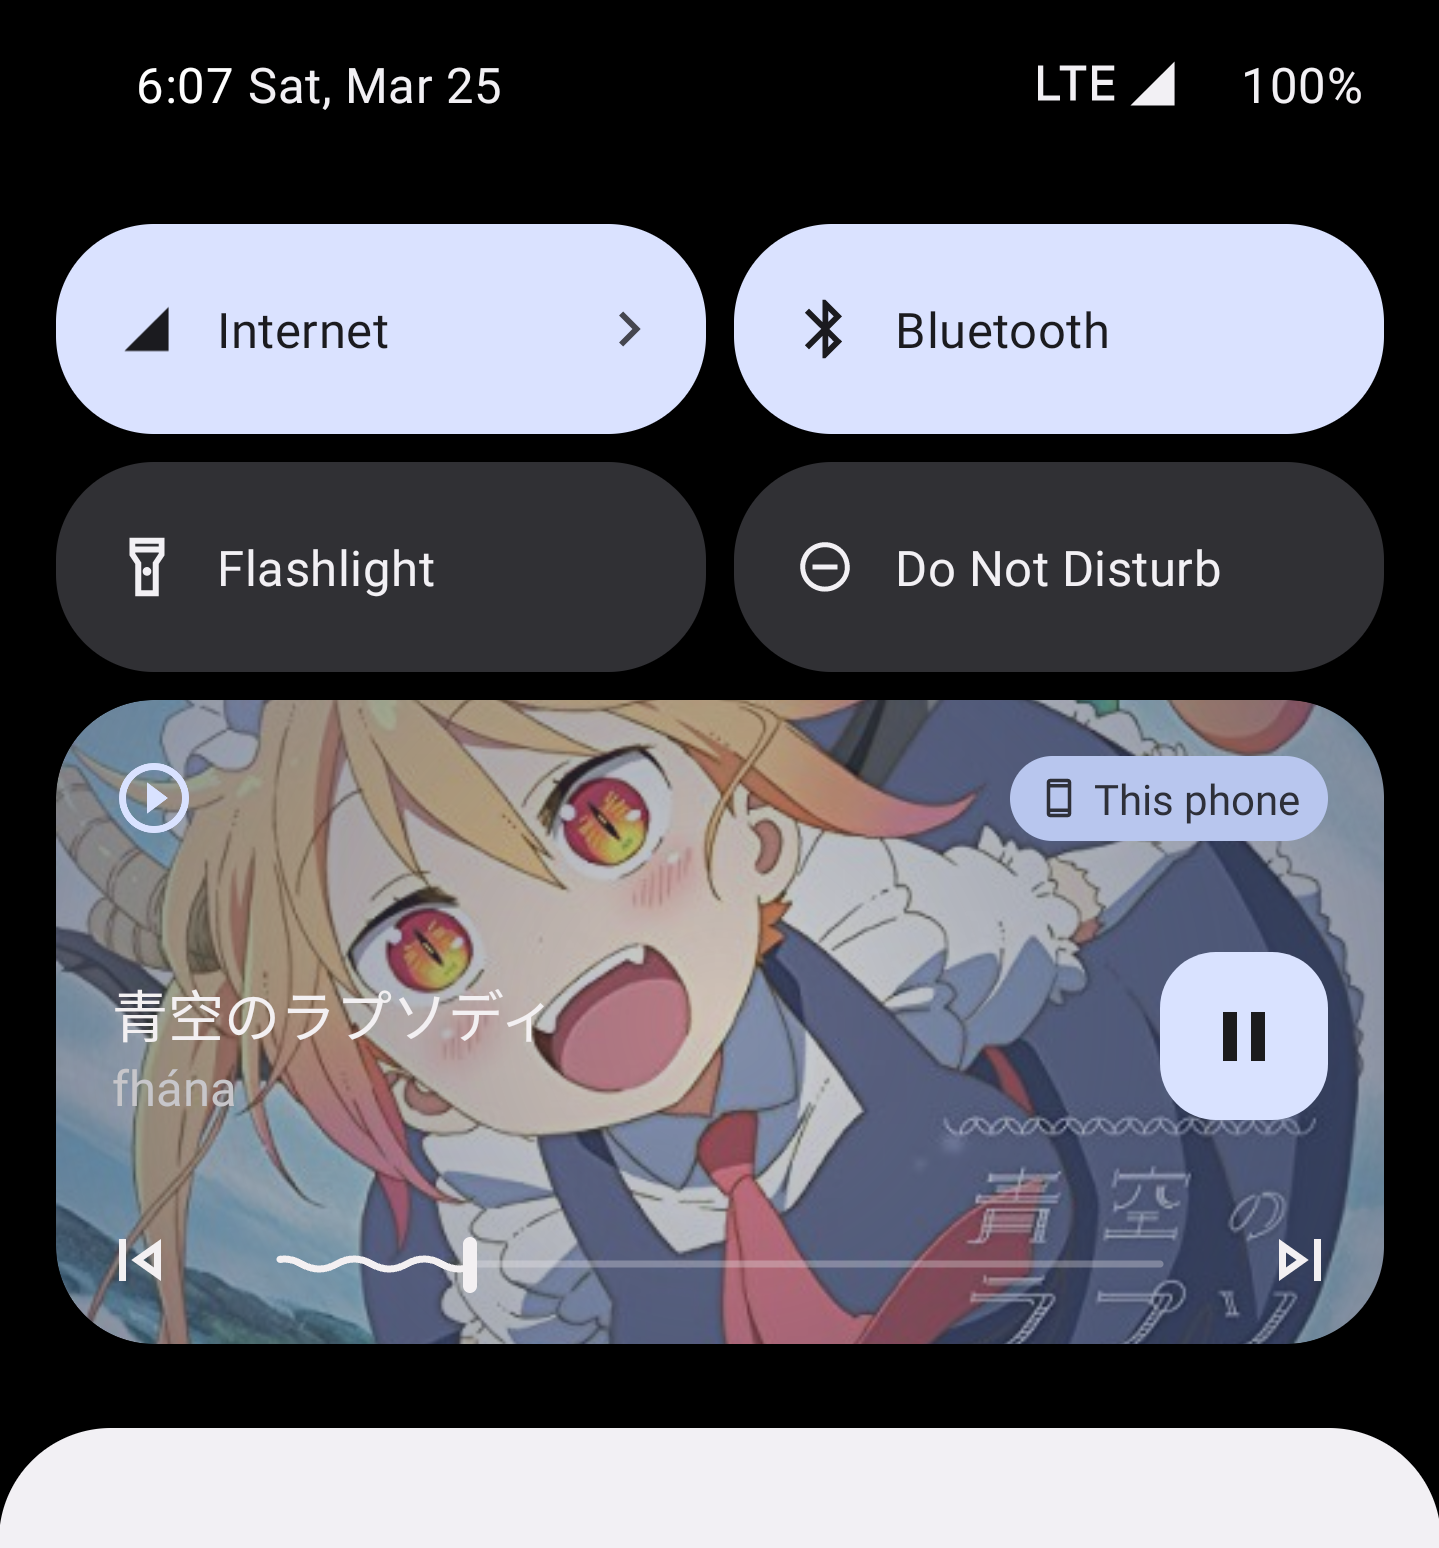 6:07 Sat, Mar 25 LTE 100%
Internet Bluetooth
Flashlight Do Not Disturb
This phone
青空のラプソディ
fhána
青空の
ラプソ